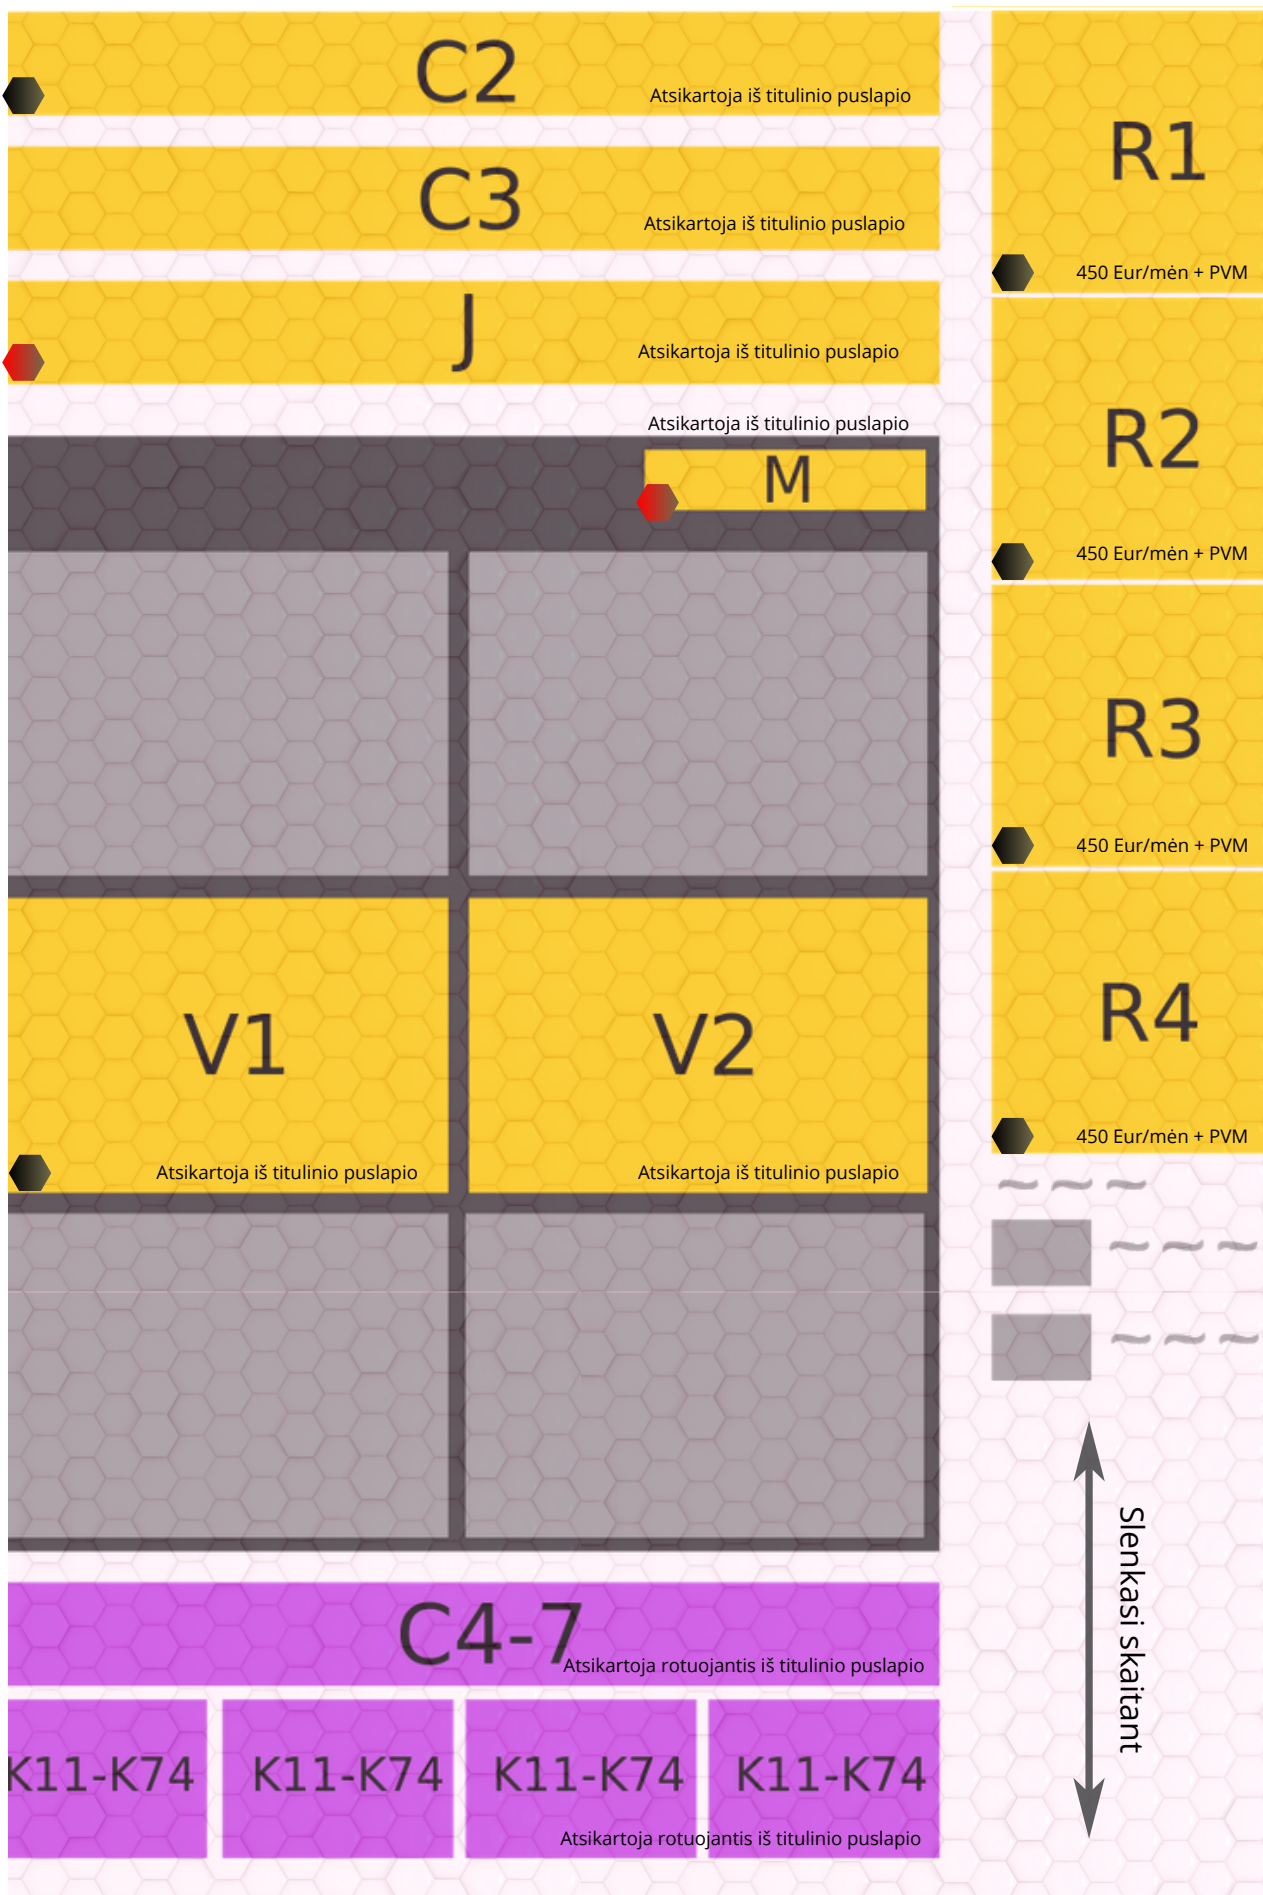 C2
Atsikartoja iš titulinio puslapio
C3
Atsikartoja iš titulinio puslapio
J
Atsikartoja iš titulinio puslapio
Atsikartoja iš titulinio puslapio
M
V1
Atsikartoja iš titulinio puslapio
V2
Atsikartoja iš titulinio puslapio
C4-7
Atsikartoja rotuojantis iš titulinio puslapio
K11-K74
K11-K74
K11-K74
K11-K74
Atsikartoja rotuojantis iš titulinio puslapio
R1
450 Eur/mėn + PVM
R2
450 Eur/mėn + PVM
R3
450 Eur/mėn + PVM
R4
450 Eur/mėn + PVM
~ ~ ~
~ ~ ~
~ ~ ~
Slenkasi skaitant